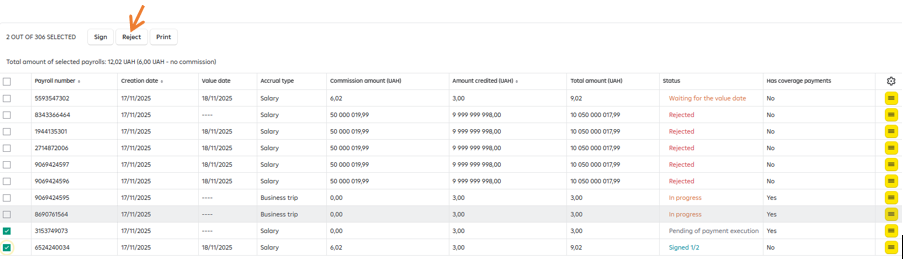 2 OUT OF 306 SELECTED Sign Reject Print
Total amount of selected payrolls: 12,02 UAH (6,00 UAH - no commission)
Payroll number Creation date Value date Accrual type Commission amount (UAH) Amount credited (UAH) Total amount (UAH) Status Has coverage payments
5593547302 17/11/2025 18/11/2025 Salary 6,02 3,00 9,02 Waiting for the value date No
8343366464 17/11/2025 ---- Salary 50 000 019,99 9 999 999 998,00 10 050 000 017,99 Rejected No
1944135301 17/11/2025 18/11/2025 Salary 50 000 019,99 9 999 999 998,00 10 050 000 017,99 Rejected No
2714872006 17/11/2025 18/11/2025 Salary 50 000 019,99 9 999 999 998,00 10 050 000 017,99 Rejected No
9069424597 17/11/2025 18/11/2025 Salary 50 000 019,99 9 999 999 998,00 10 050 000 017,99 Rejected No
9069424596 17/11/2025 18/11/2025 Salary 50 000 019,99 9 999 999 998,00 10 050 000 017,99 Rejected No
9069424595 17/11/2025 ---- Business trip 0,00 3,00 3,00 In progress Yes
8690761564 17/11/2025 ---- Business trip 0,00 3,00 3,00 In progress Yes
3153749073 17/11/2025 ---- Salary 0,00 3,00 3,00 Pending of payment execution Yes
6524240034 17/11/2025 18/11/2025 Salary 6,02 3,00 9,02 Signed 1/2 No